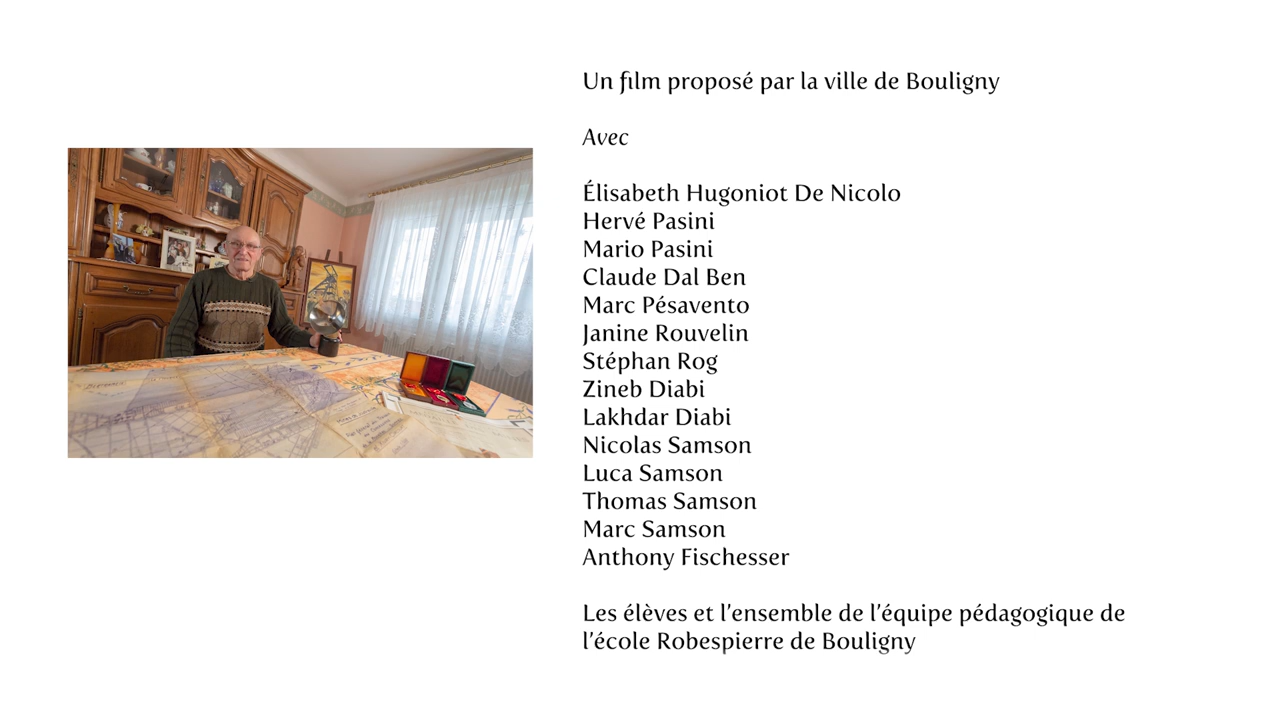 Un film proposé par la ville de Bouligny
Avec
Élisabeth Hugoniot De Nicolo
Hervé Pasini
Mario Pasini
Claude Dal Ben
Marc Pésavento
Janine Rouvelin
Stéphan Rog
Zineb Diabi
Lakhdar Diabi
Nicolas Samson
Luca Samson
Thomas Samson
Marc Samson
Anthony Fischesser
Les élèves et l'ensemble de l'équipe pédagogique de
l'école Robespierre de Bouligny